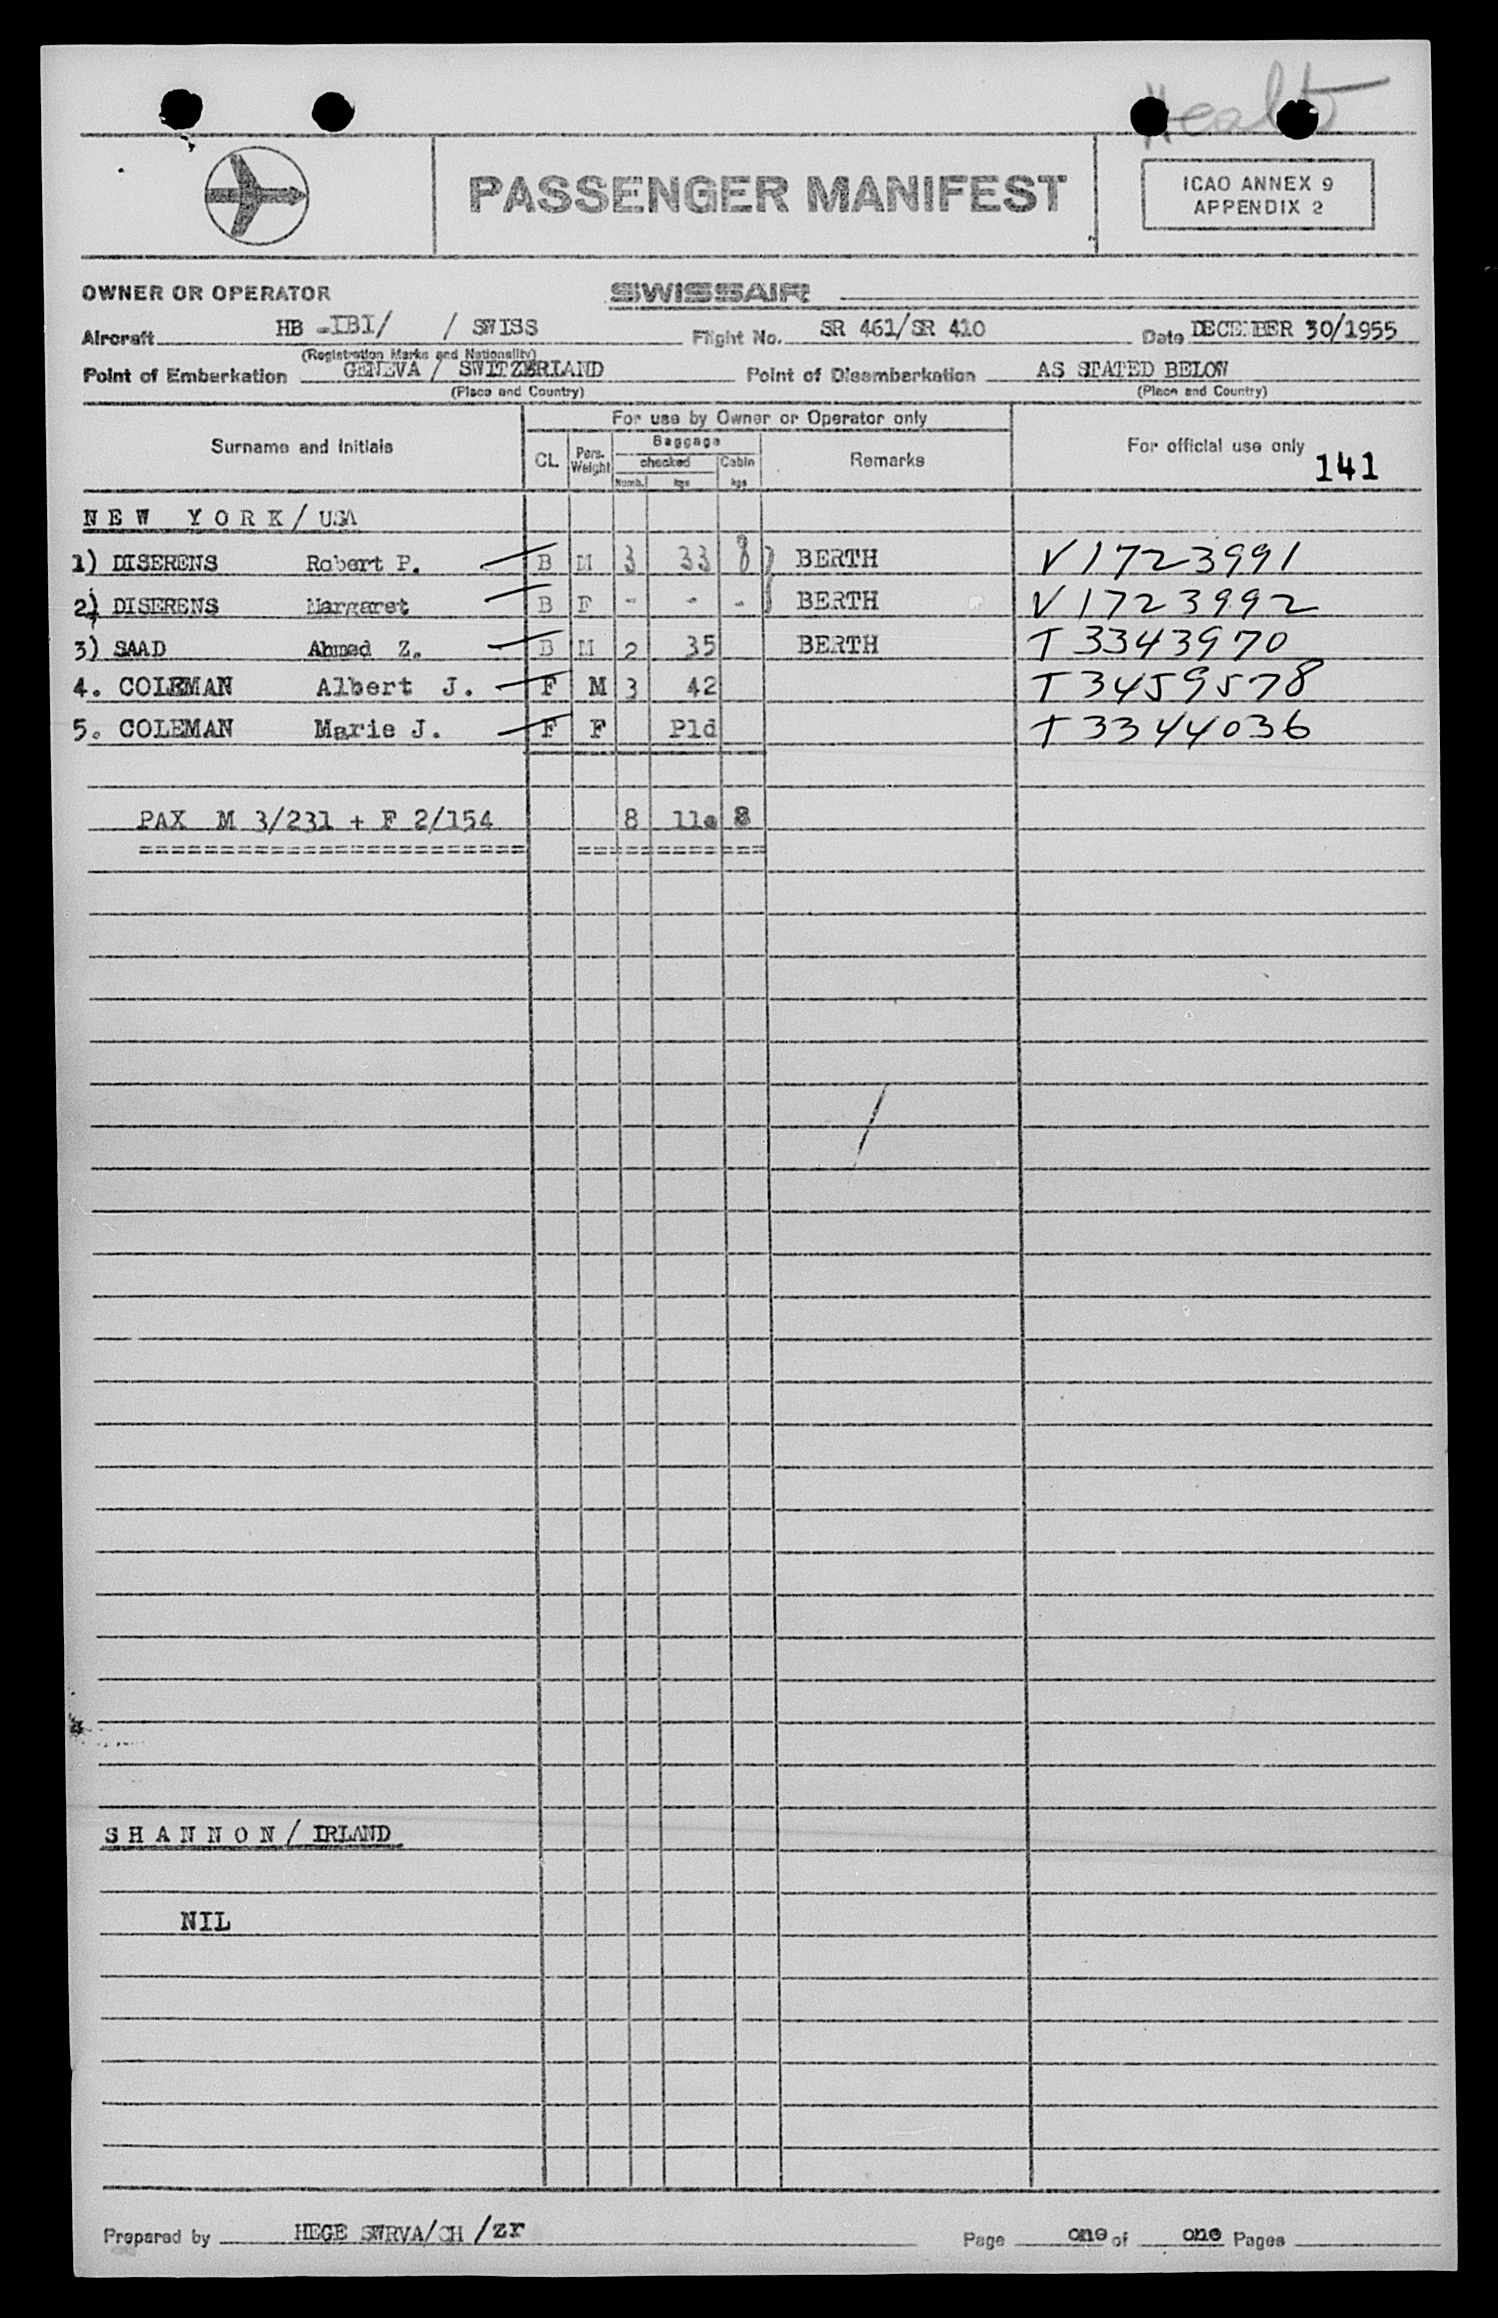 Health
PASSENGER MANIFEST
ICAO ANNEX 9
APPENDIX 2
OWNER OR OPERATOR SWISSAIR
Aircraft HB -IBI/ / SWISS Flight No. SR 461/SR 410 Date DECEMBER 30/1955
(Registration Marks and Nationality)
Point of Emberkation GENEVA / SWITZERLAND Point of Disemberkation AS STATED BELOW
(Place and Country) (Place and Country)
For use by Owner or Operator only
Surname and Initials CL. Pers. Weight Baggage checked Numb. kgs Cabin kgs Remarks For official use only 141
NEW YORK/ USA
1) DISERENS Robert P. B M 3 33 8 BERTH V1723991
2) DISERENS Margaret B F - - - BERTH V1723992
3) SAAD Ahmed Z. B M 2 35 BERTH T3343970
4. COLEMAN Albert J. F M 3 42 T3459578
5. COLEMAN Marie J. F F Pld T3344036
PAX M 3/231 + F 2/154 8 8
SHANNON/ IRLAND
NIL
Prepared by HEGE SWRVA/CH /zr Page one of one Pages